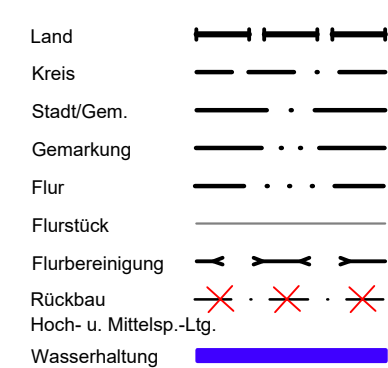 Land
Kreis
Stadt/Gem.
Gemarkung
Flur
Flurstück
Flurbereinigung
Rückbau
Hoch- u. Mittelsp.-Ltg.
Wasserhaltung